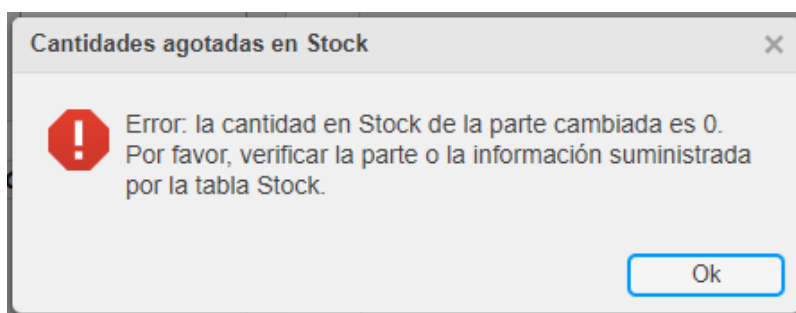 Cantidades agotadas en Stock
Error: la cantidad en Stock de la parte cambiada es 0.
Por favor, verificar la parte o la información suministrada
por la tabla Stock.
Ok